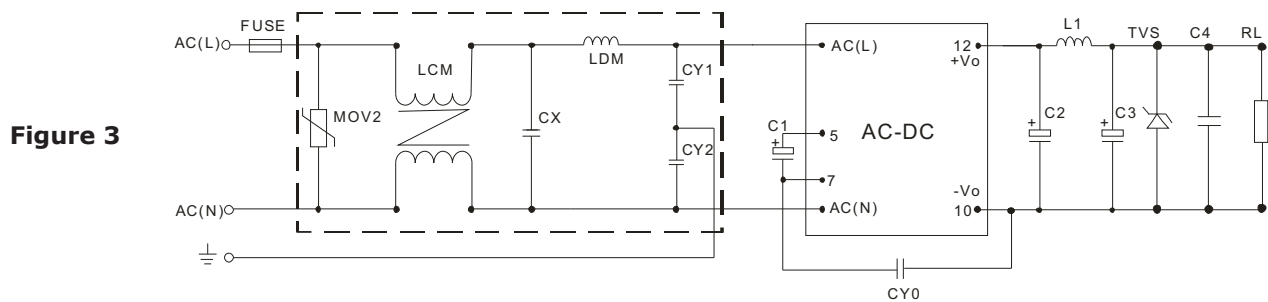 Figure 3
FUSE
AC(L)
MOV2
LCM
CX
LDM
CY1
CY2
AC(N)
C1
AC(L)
5
7
AC(N)
AC-DC
12
+Vo
-Vo
10
CY0
L1
TVS
C4
RL
+
C2
+
C3
+